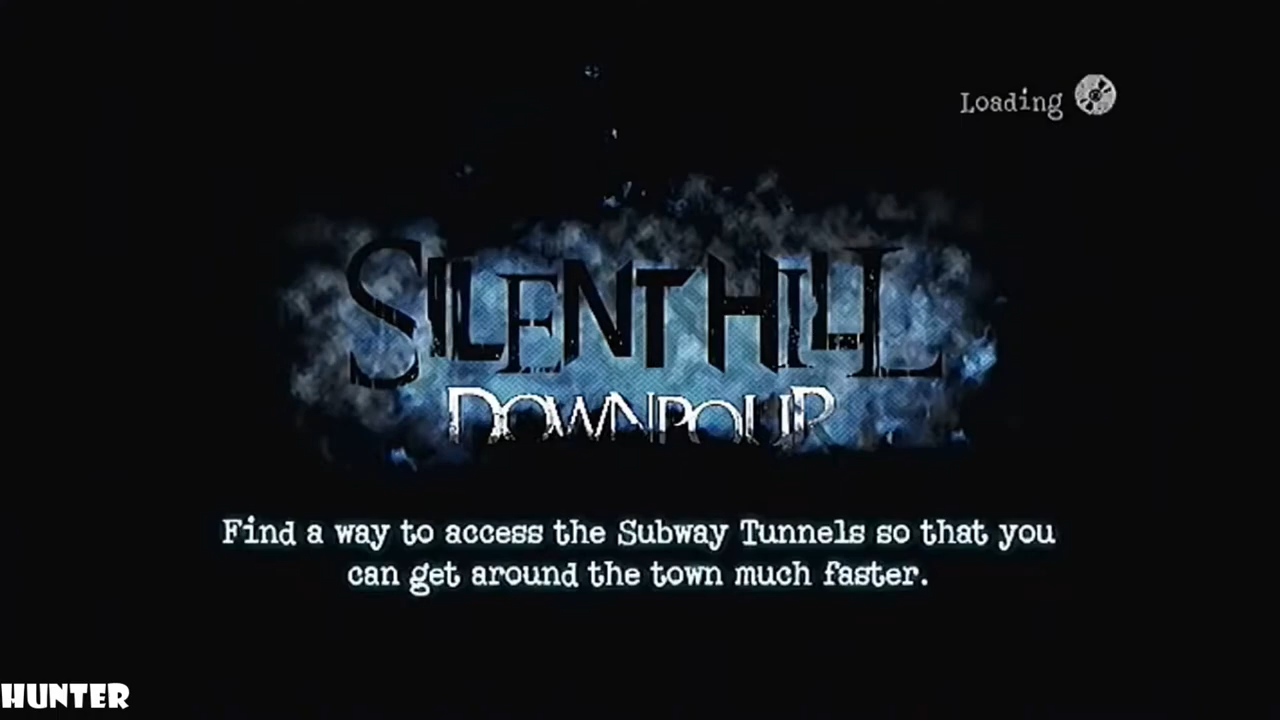 Loading
SILENT HILL
DOWNPOUR
Find a way to access the Subway Tunnels so that you
can get around the town much faster.
HUNTER